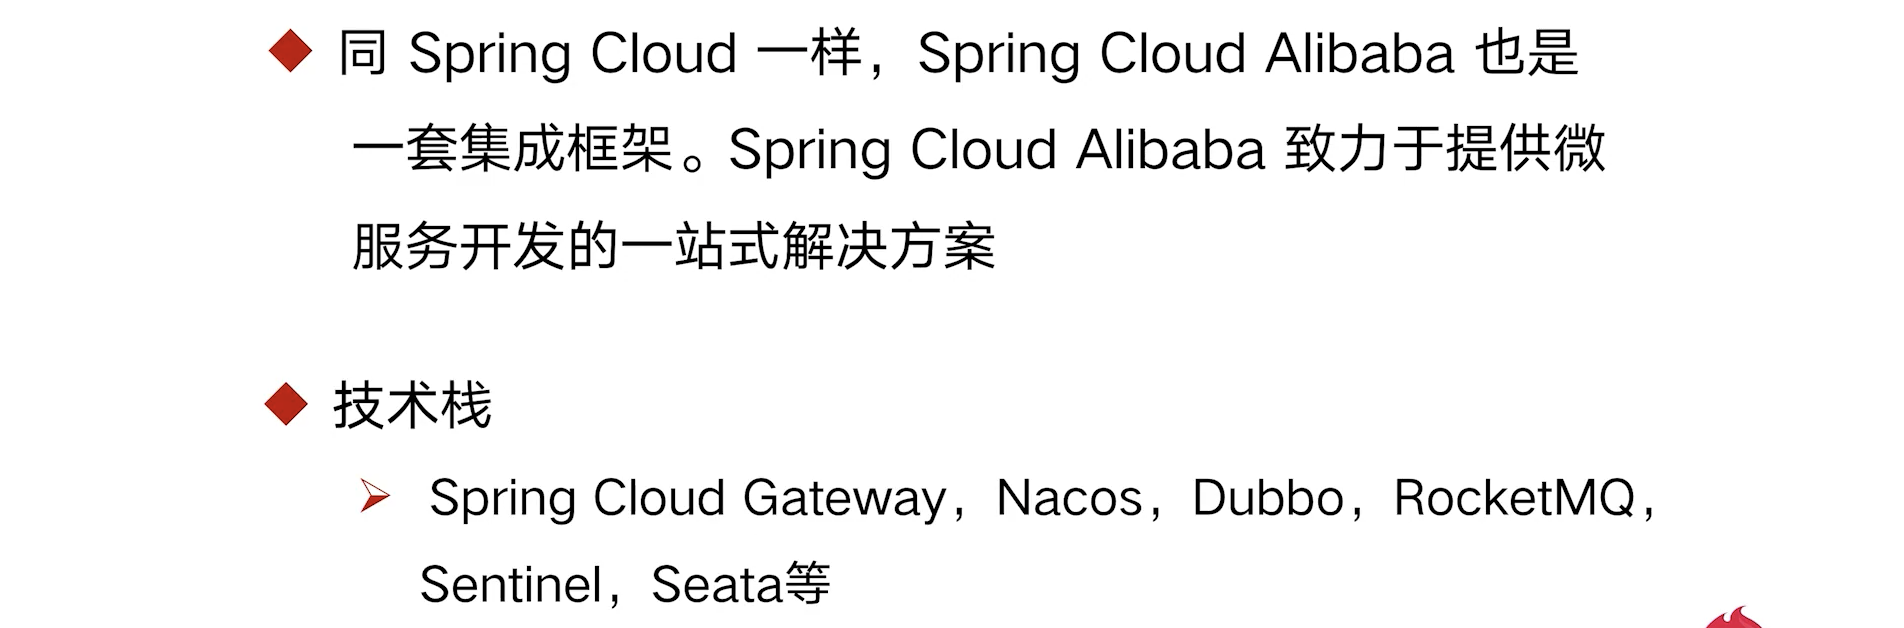 同 Spring Cloud 一样，Spring Cloud Alibaba 也是
一套集成框架。Spring Cloud Alibaba 致力于提供微
服务开发的一站式解决方案
技术栈
Spring Cloud Gateway，Nacos，Dubbo，RocketMQ，
Sentinel，Seata等